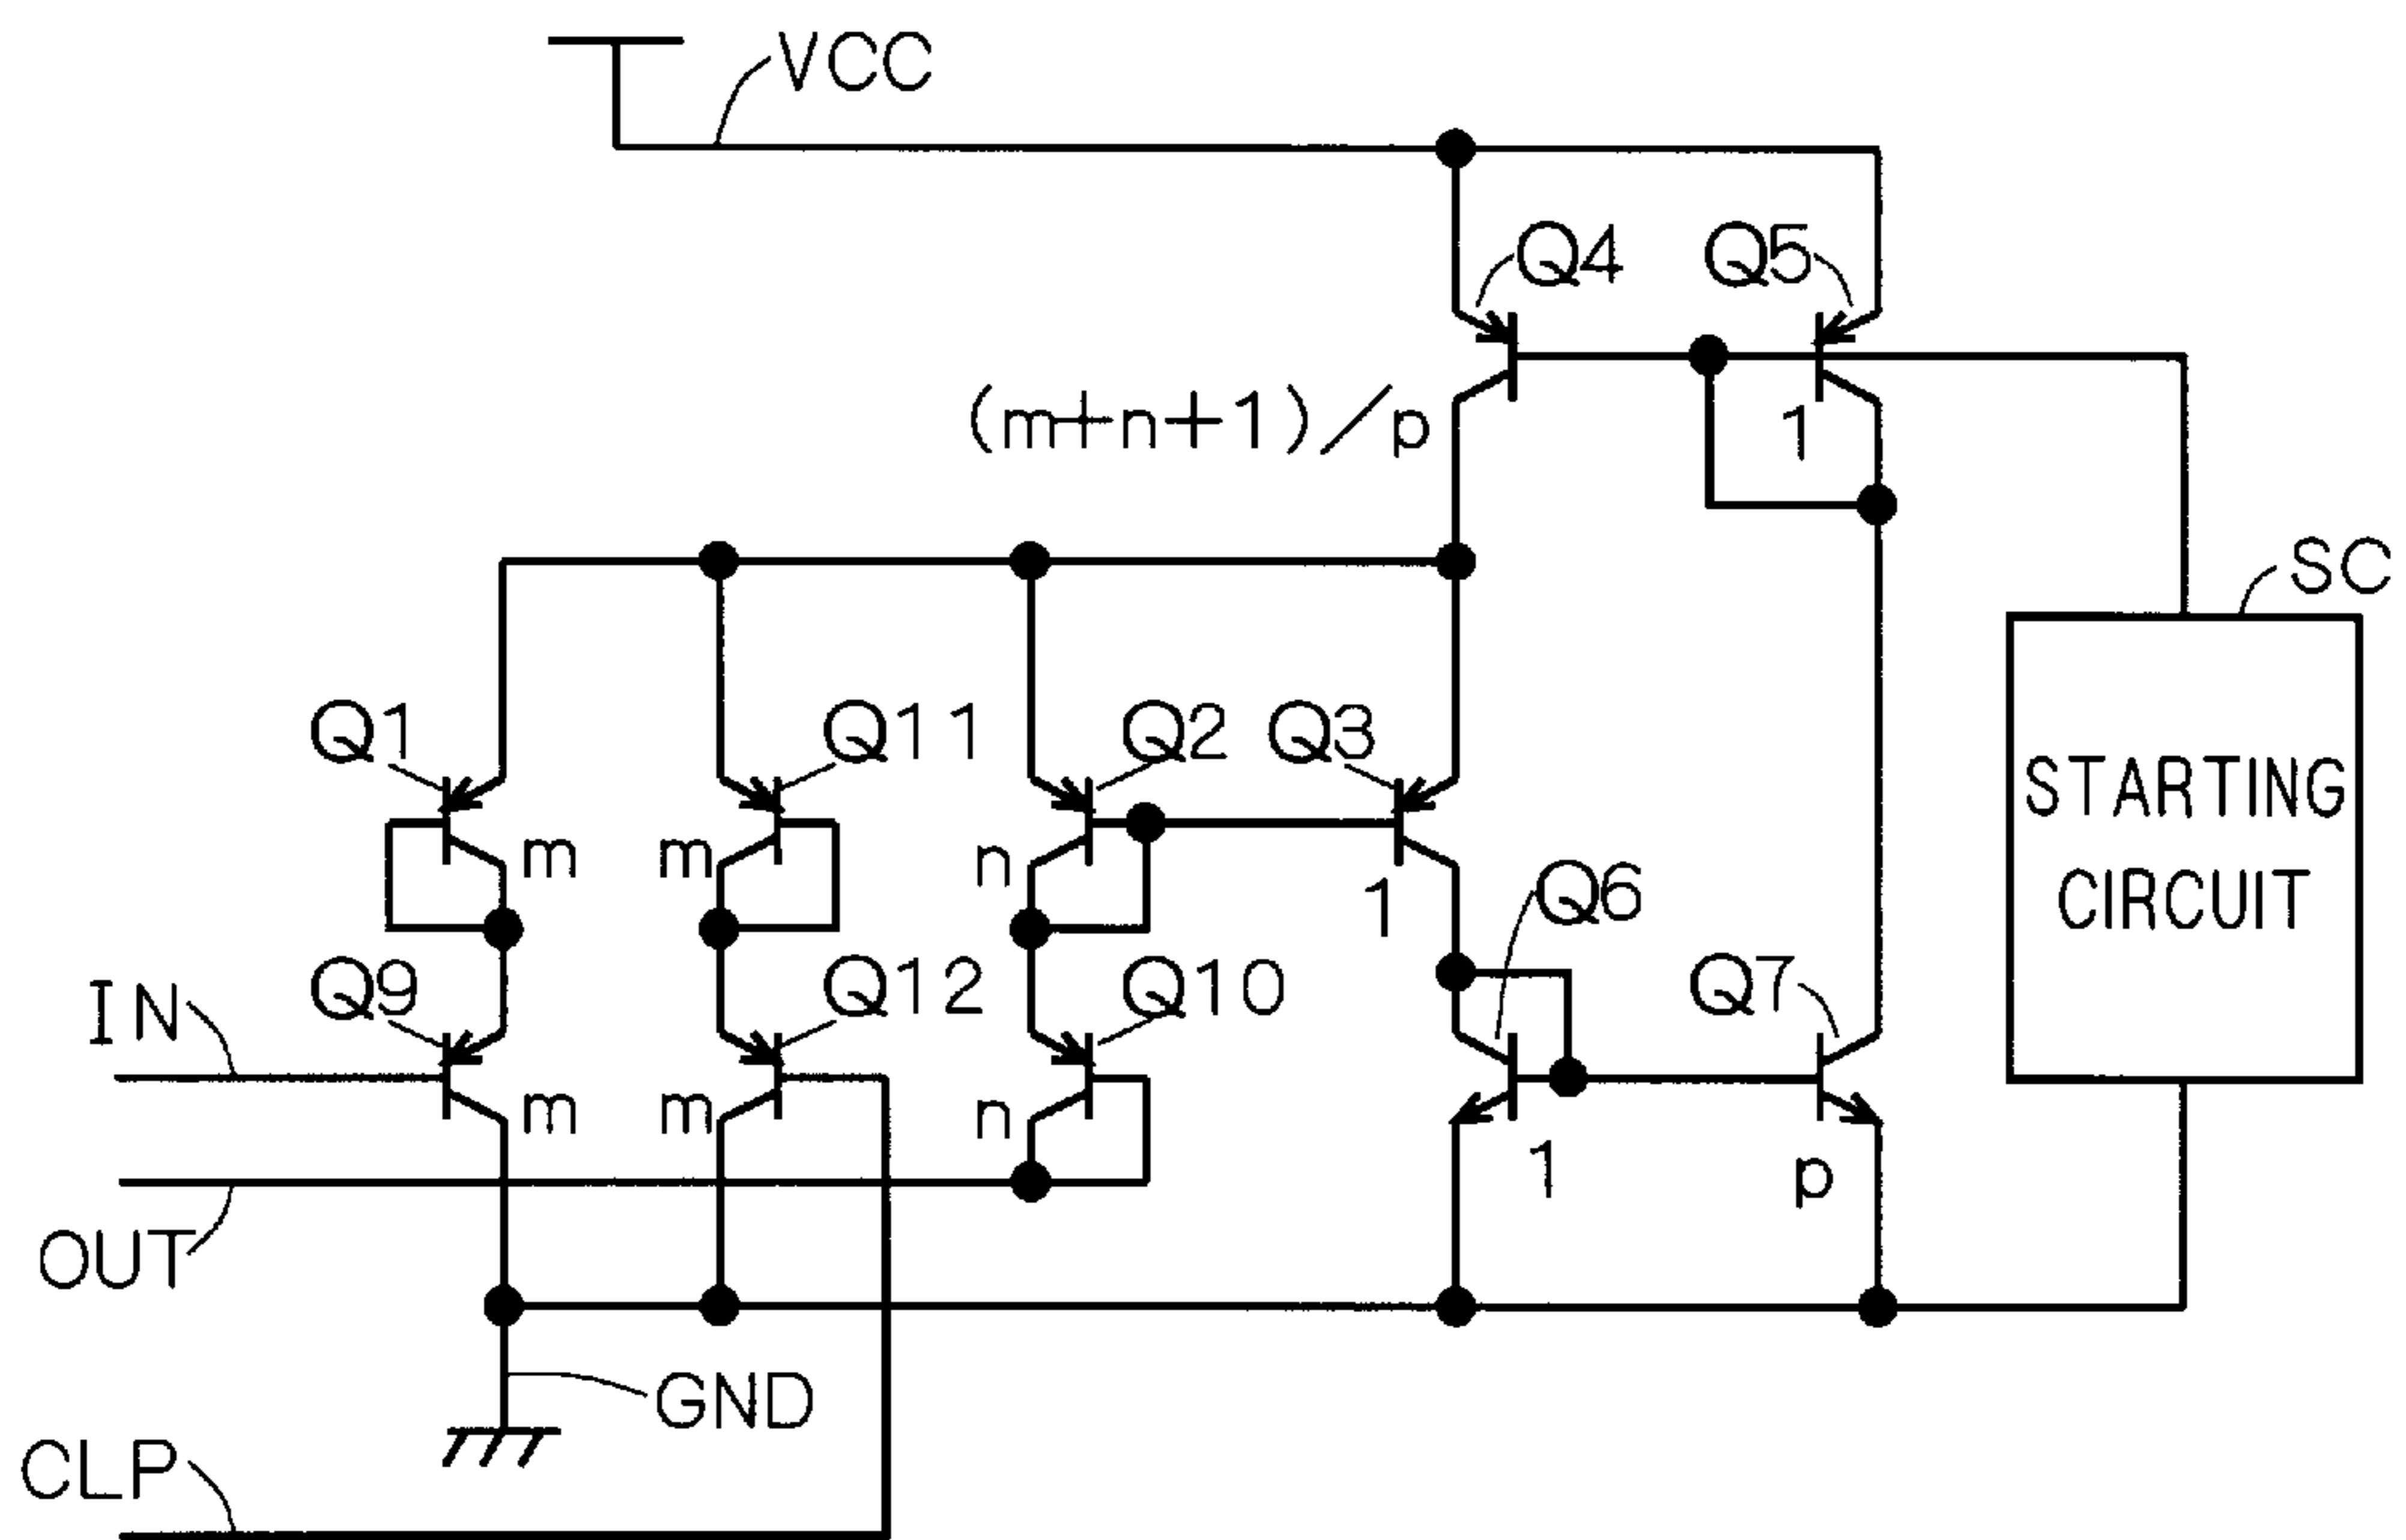 VCC
Q4 Q5
(m+n+1)/p 1
SC
Q1 Q11 Q2 Q3
STARTING
CIRCUIT
m m n 1 Q6
IN Q9 Q12 Q10 Q7
m m n 1 p
OUT
GND
CLP